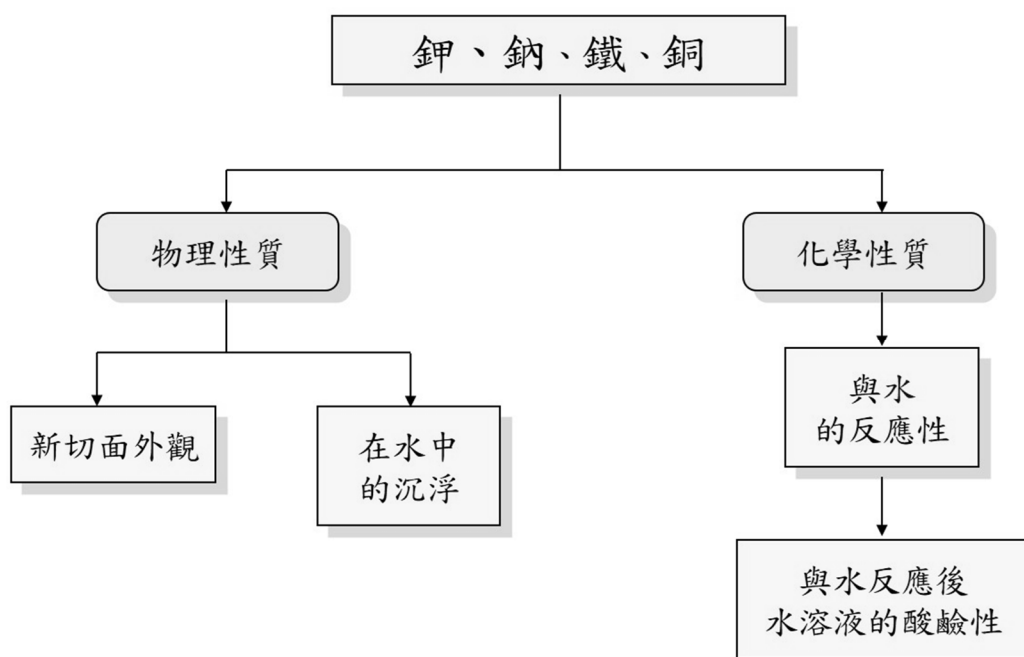 鉀、鈉、鐵、銅
物理性質
化學性質
新切面外觀
在水中
的沉浮
與水
的反應性
與水反應後
水溶液的酸鹼性